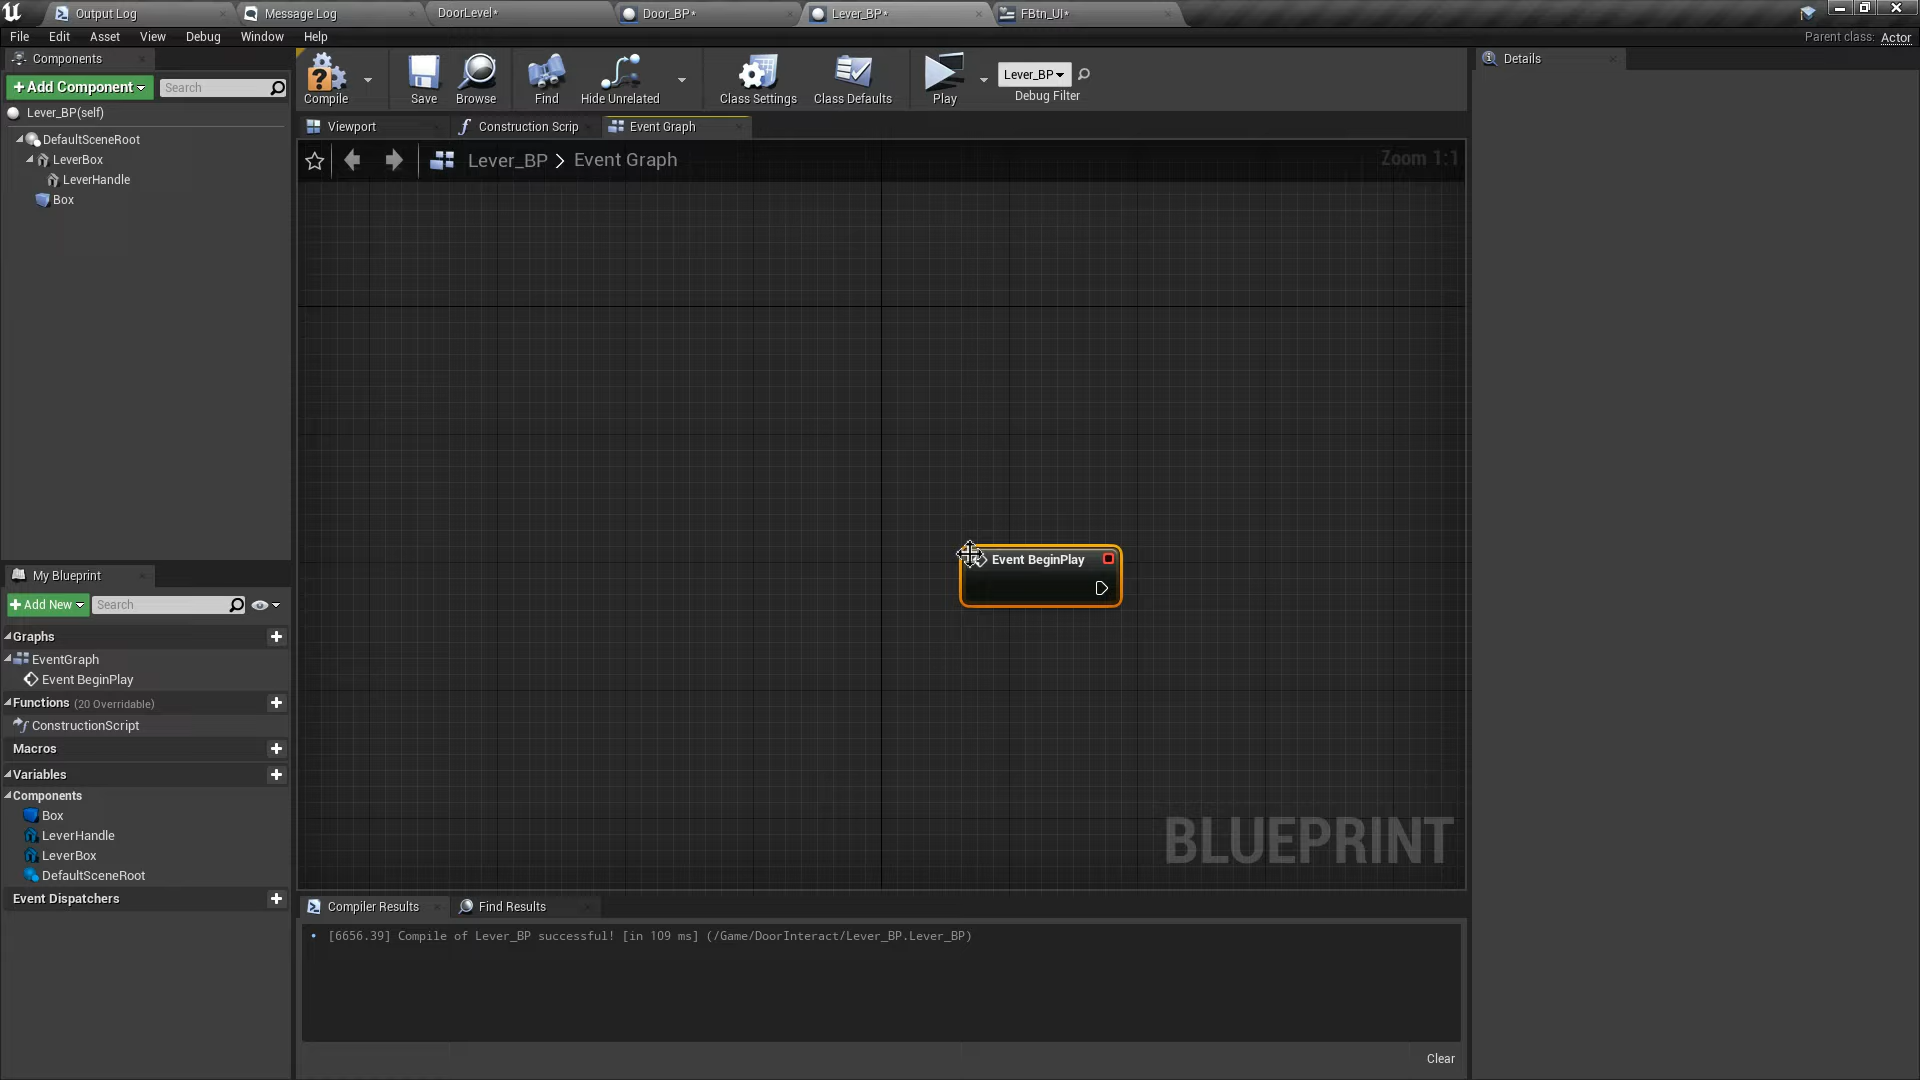 Output Log
Message Log
DoorLevel*
Door_BP*
Lever_BP*
FBtn_UI*
File
Edit
Asset
View
Debug
Window
Help
Parent class: Actor
Components
+Add Component
Search
Lever_BP(self)
DefaultSceneRoot
LeverBox
LeverHandle
Box
Compile
Save
Browse
Find
Hide Unrelated
Class Settings
Class Defaults
Play
Lever_BP
Debug Filter
Details
Viewport
Construction Scrip
Event Graph
Lever_BP > Event Graph
Zoom 1:1
Event BeginPlay
BLUEPRINT
My Blueprint
+Add New
Search
Graphs
EventGraph
Event BeginPlay
Functions (20 Overridable)
ConstructionScript
Macros
Variables
Components
Box
LeverHandle
LeverBox
DefaultSceneRoot
Event Dispatchers
Compiler Results
Find Results
[6656.39] Compile of Lever_BP successful! [in 109 ms] (/Game/DoorInteract/Lever_BP.Lever_BP)
Clear